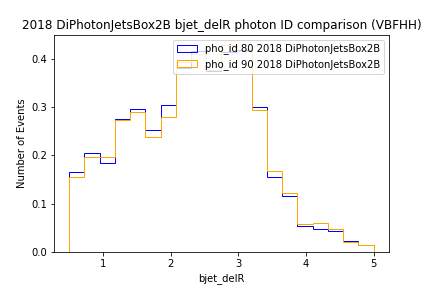 2018 DiPhotonJetsBox2B bjet_delR photon ID comparison (VBFHH)
pho_id 80 2018 DiPhotonJetsBox2B
pho_id 90 2018 DiPhotonJetsBox2B
Number of Events
0.4
0.3
0.2
0.1
0.0
1 2 3 4 5
bjet_delR